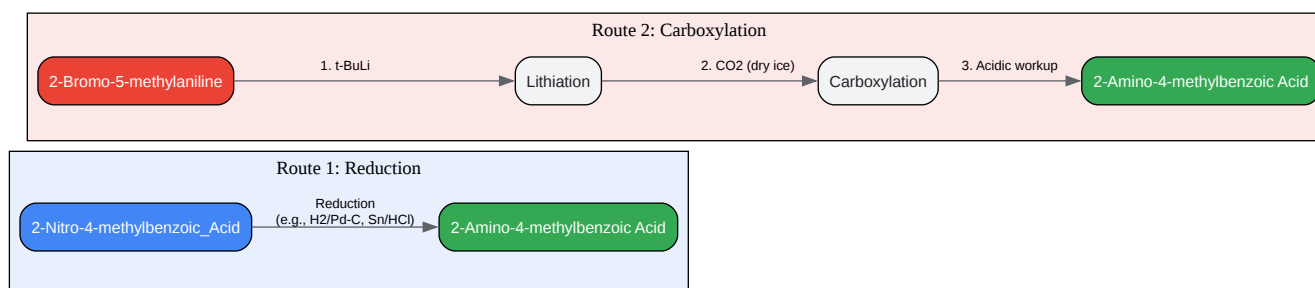 Route 2: Carboxylation
2-Bromo-5-methylaniline
1. t-BuLi
Lithiation
2. CO2 (dry ice)
Carboxylation
3. Acidic workup
2-Amino-4-methylbenzoic Acid
Route 1: Reduction
2-Nitro-4-methylbenzoic_Acid
Reduction
(e.g., H2/Pd-C, Sn/HCl)
2-Amino-4-methylbenzoic Acid